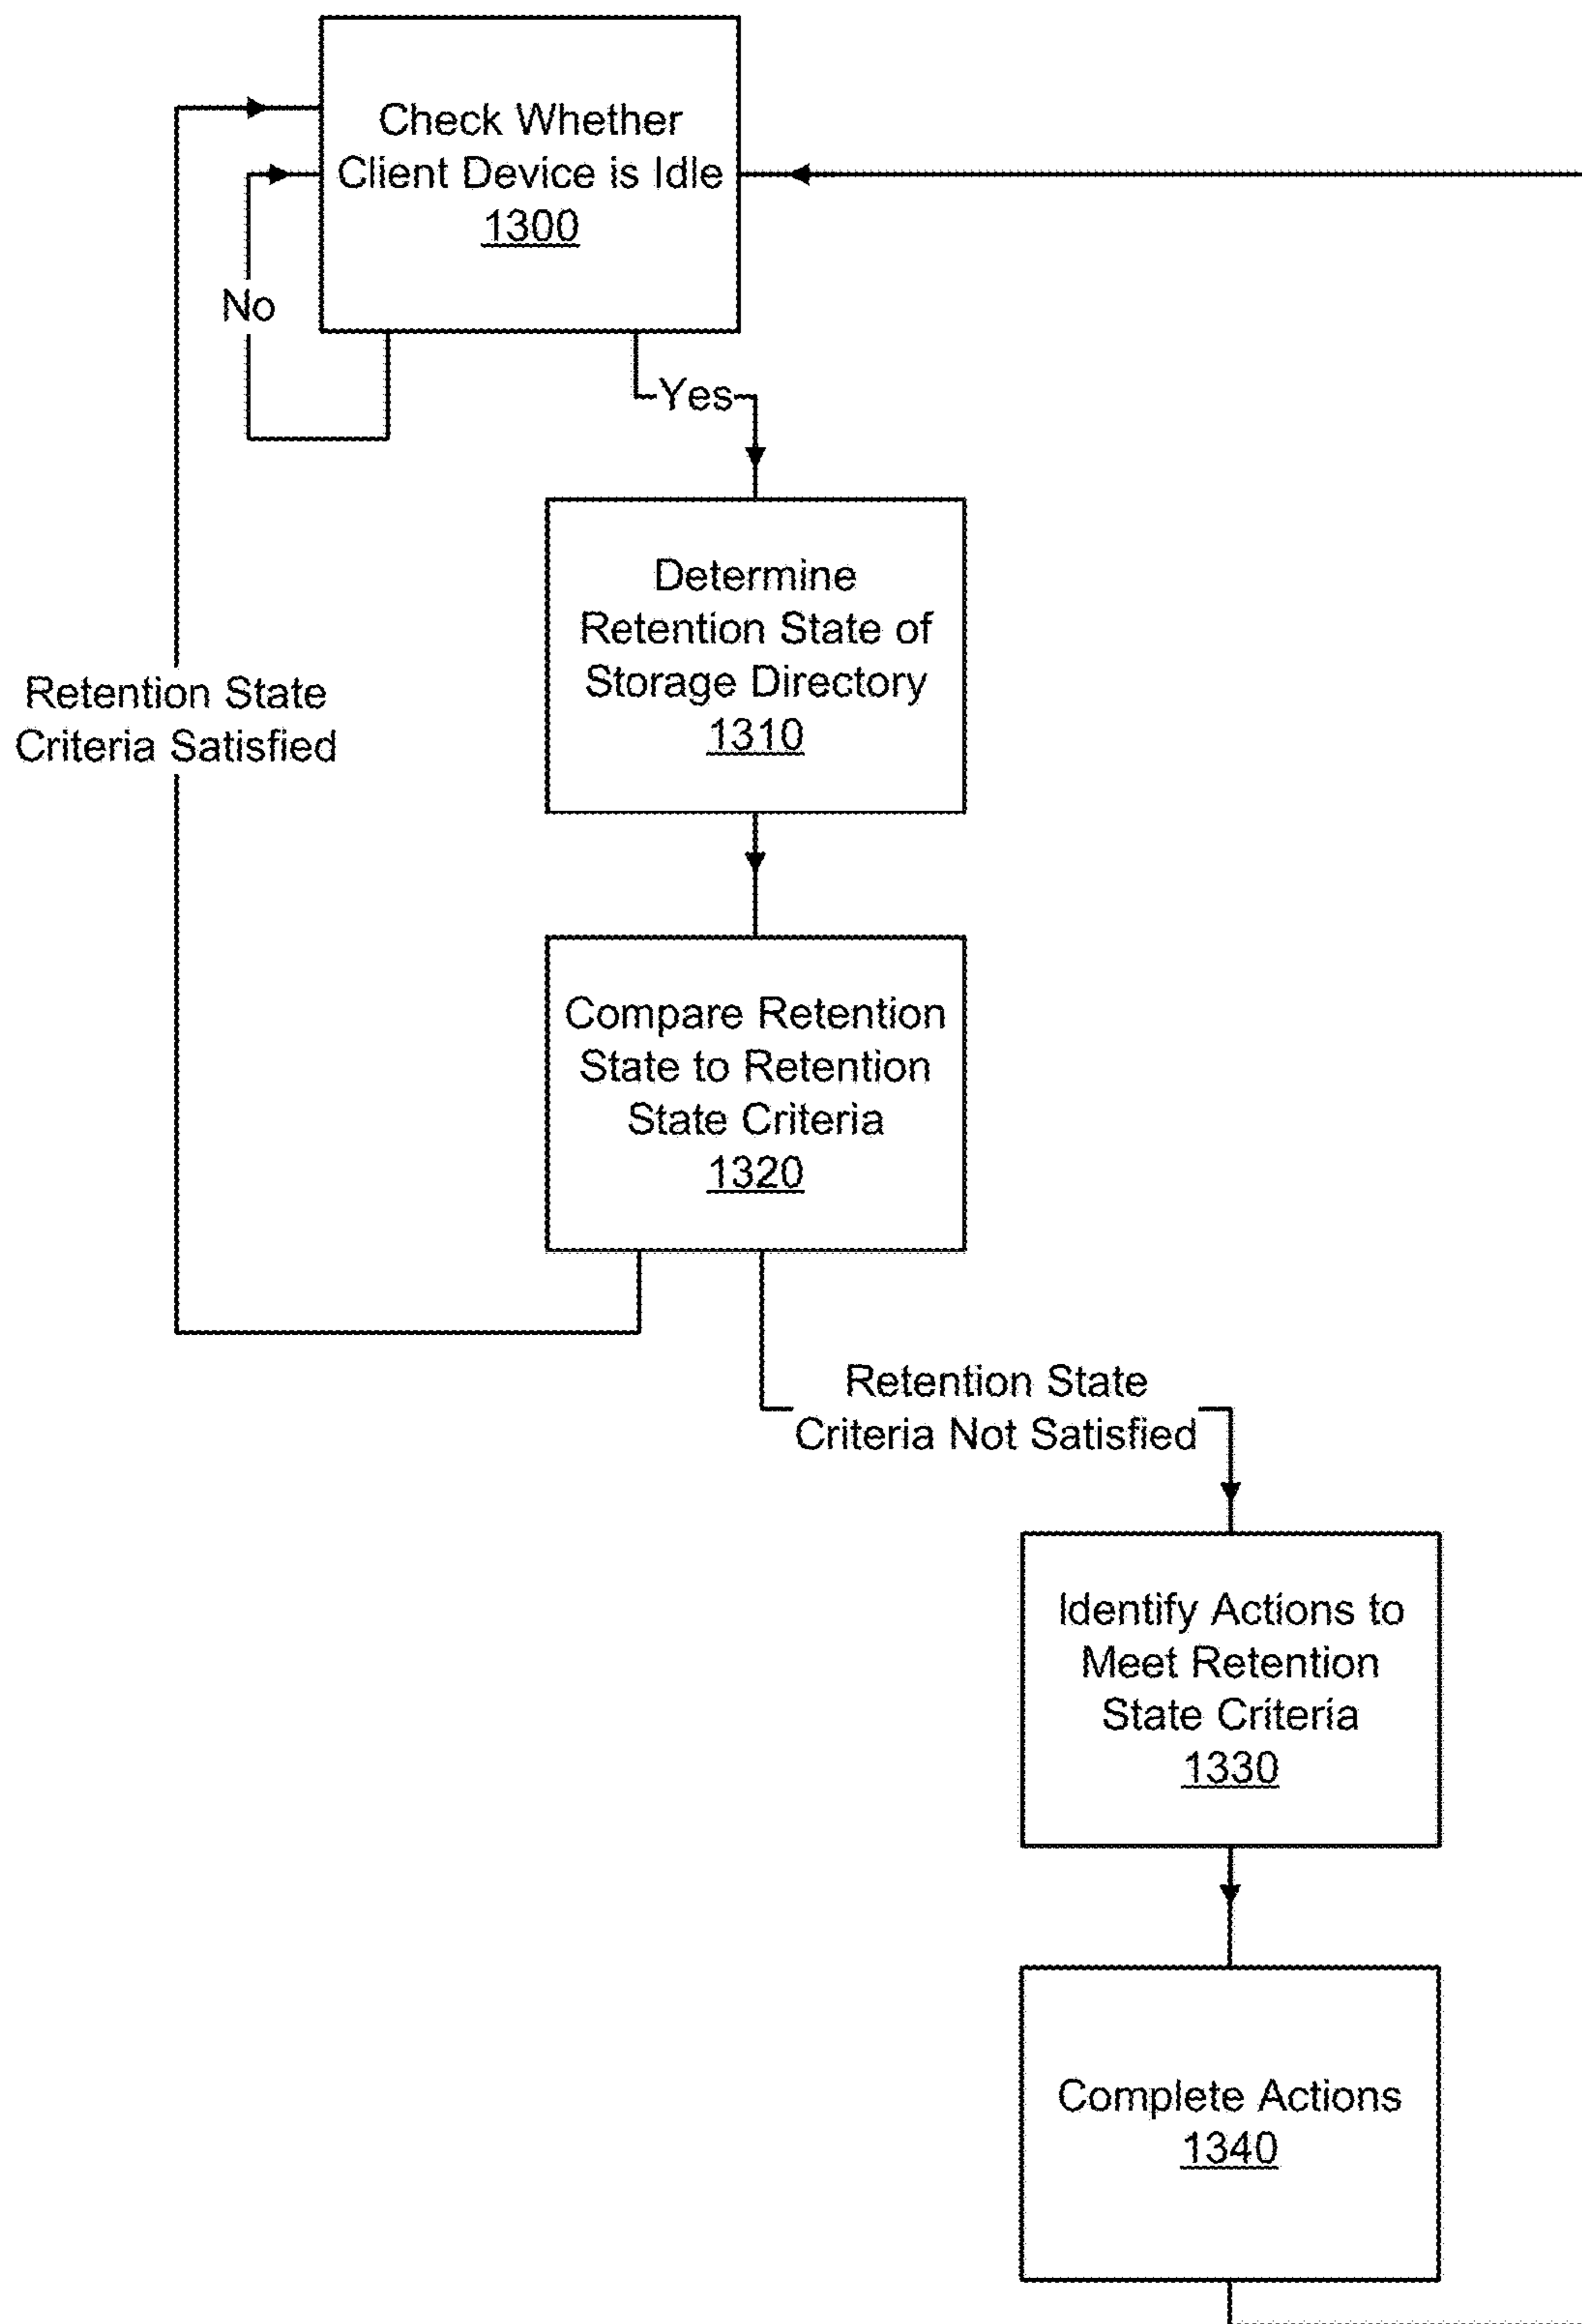 Check Whether
Client Device is Idle
1300
No
Yes
Determine
Retention State of
Storage Directory
1310
Retention State
Criteria Satisfied
Compare Retention
State to Retention
State Criteria
1320
Retention State
Criteria Not Satisfied
Identify Actions to
Meet Retention
State Criteria
1330
Complete Actions
1340